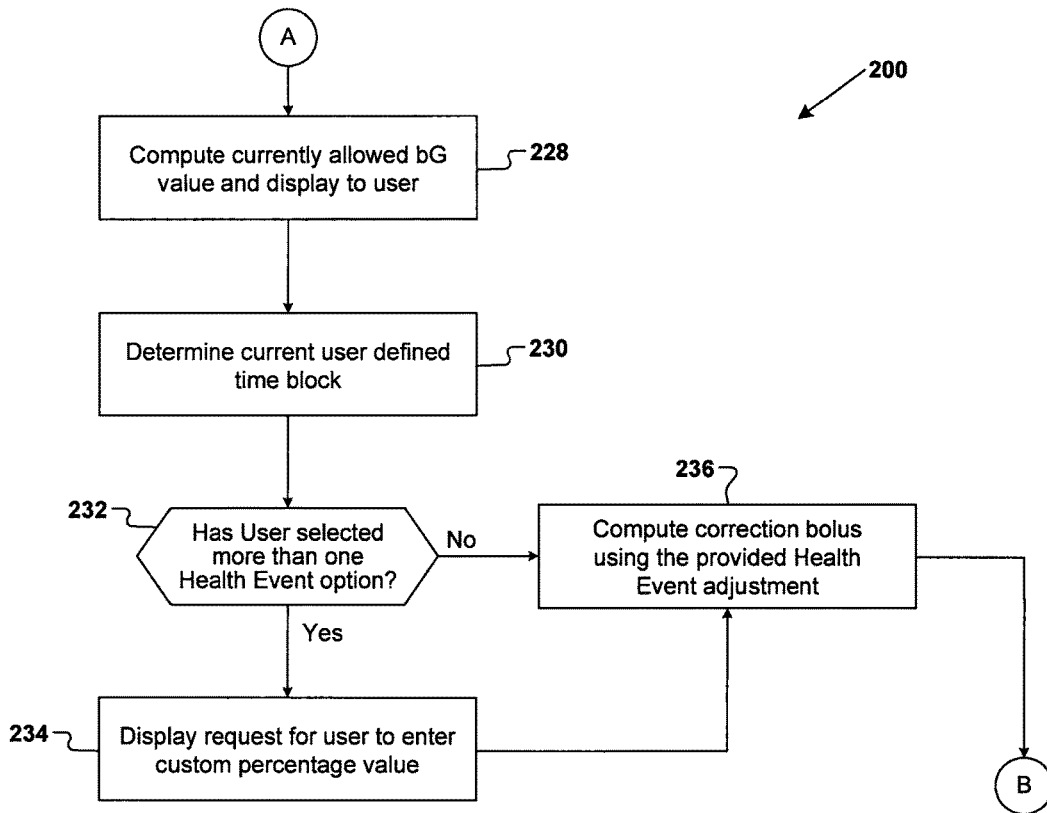 A
200
Compute currently allowed bG
value and display to user
228
Determine current user defined
time block
230
232
Has User selected
more than one
Health Event option?
No
236
Compute correction bolus
using the provided Health
Event adjustment
Yes
234
Display request for user to enter
custom percentage value
B